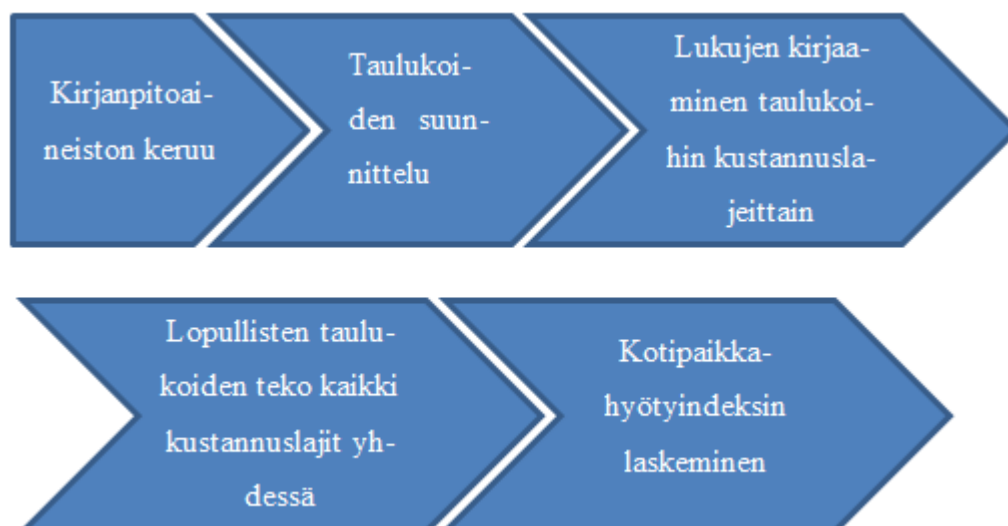 Kirjanpitoai-
neiston keruu
Taulukoi-
den suun-
nittelu
Lukujen kirjaa-
minen taulukoi-
hin kustannusla-
jeittain
Lopullisten taulu-
koiden teko kaikki
kustannuslajit yh-
dessä
Kotipaikka-
hyötyindeksin
laskeminen